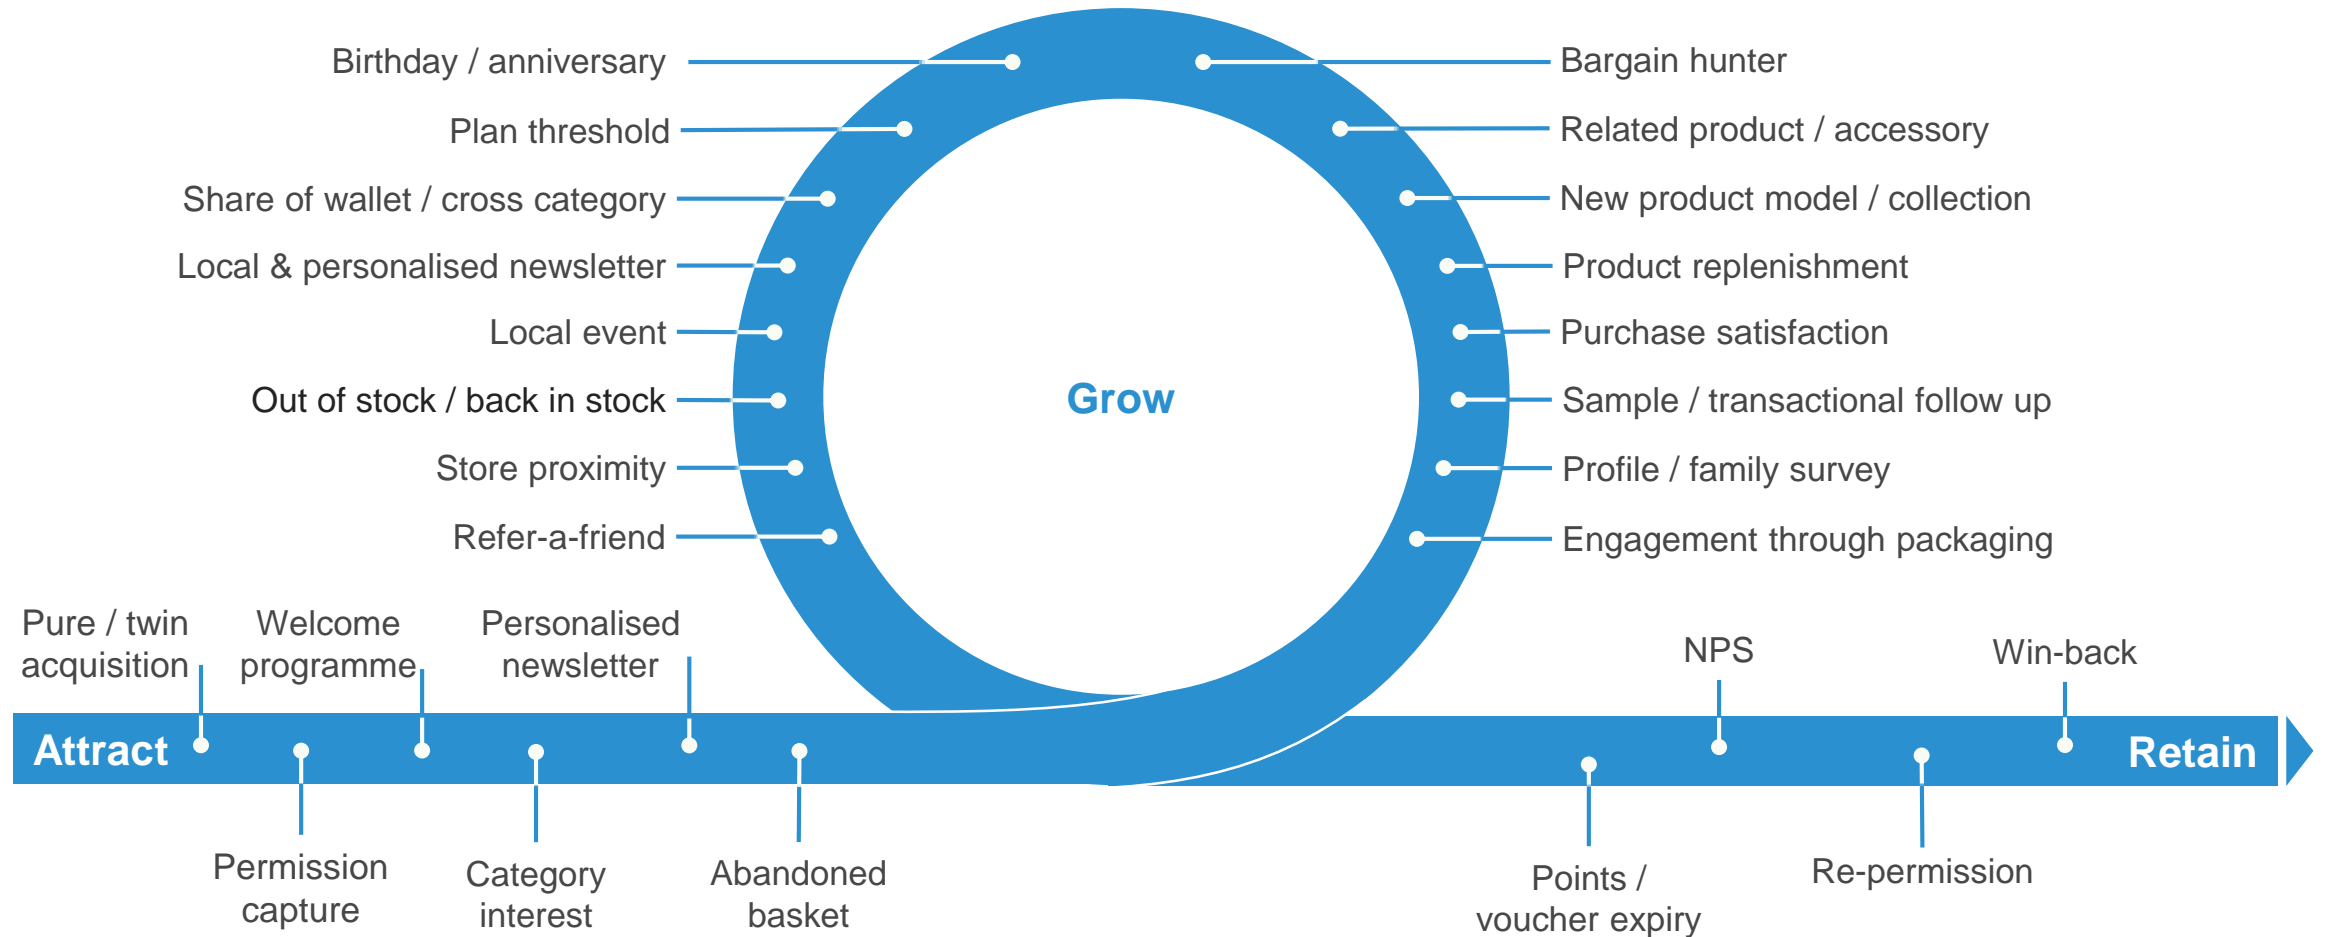 Birthday / anniversary
Plan threshold
Share of wallet / cross category
Local & personalised newsletter
Local event
Out of stock / back in stock
Store proximity
Refer-a-friend
Bargain hunter
Related product / accessory
New product model / collection
Product replenishment
Purchase satisfaction
Sample / transactional follow up
Profile / family survey
Engagement through packaging
Grow
Pure / twin
acquisition
Welcome
programme
Personalised
newsletter
NPS
Win-back
Attract
Retain
Permission
capture
Category
interest
Abandoned
basket
Points /
voucher expiry
Re-permission